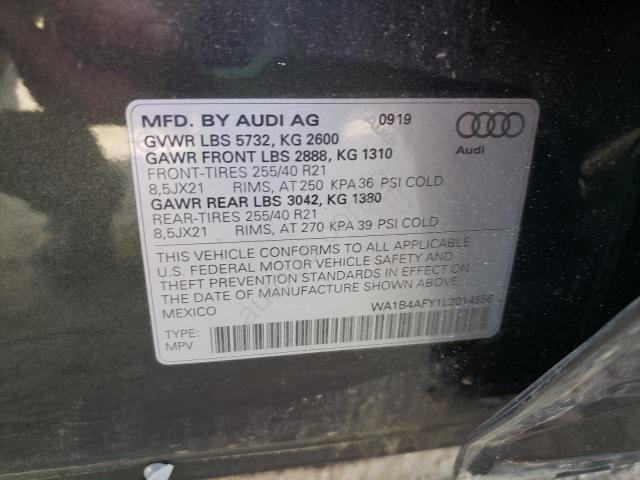 MFD. BY AUDI AG 0919
GVWR LBS 5732, KG 2600
GAWR FRONT LBS 2888, KG 1310
FRONT-TIRES 255/40 R21
8,5JX21 RIMS, AT 250 KPA 36 PSI COLD
GAWR REAR LBS 3042, KG 1380
REAR-TIRES 255/40 R21
8,5JX21 RIMS, AT 270 KPA 39 PSI COLD
Audi
THIS VEHICLE CONFORMS TO ALL APPLICABLE
U.S. FEDERAL MOTOR VEHICLE SAFETY AND
THEFT PREVENTION STANDARDS IN EFFECT ON
THE DATE OF MANUFACTURE SHOWN ABOVE.
MEXICO WA1B4AFY1L2014556
TYPE:
MPV